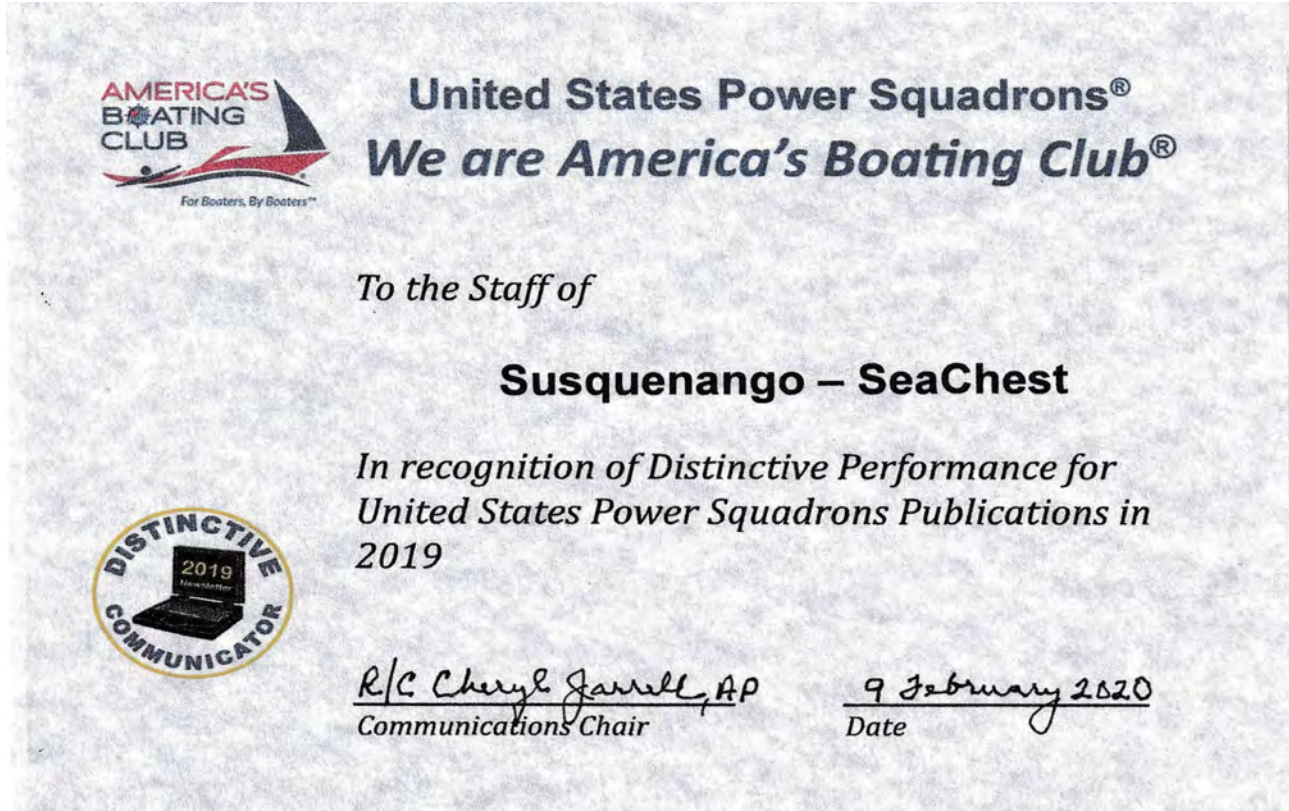 AMERICA'S
BOATING
CLUB
For Boaters, By Boaters™
United States Power Squadrons®
We are America's Boating Club®
To the Staff of
Susquenango – SeaChest
In recognition of Distinctive Performance for
United States Power Squadrons Publications in
2019
DISTINCTIVE
2019
Newsletter
COMMUNICATOR
R/C Cheryl Jarrell, AP
Communications Chair
9 February 2020
Date